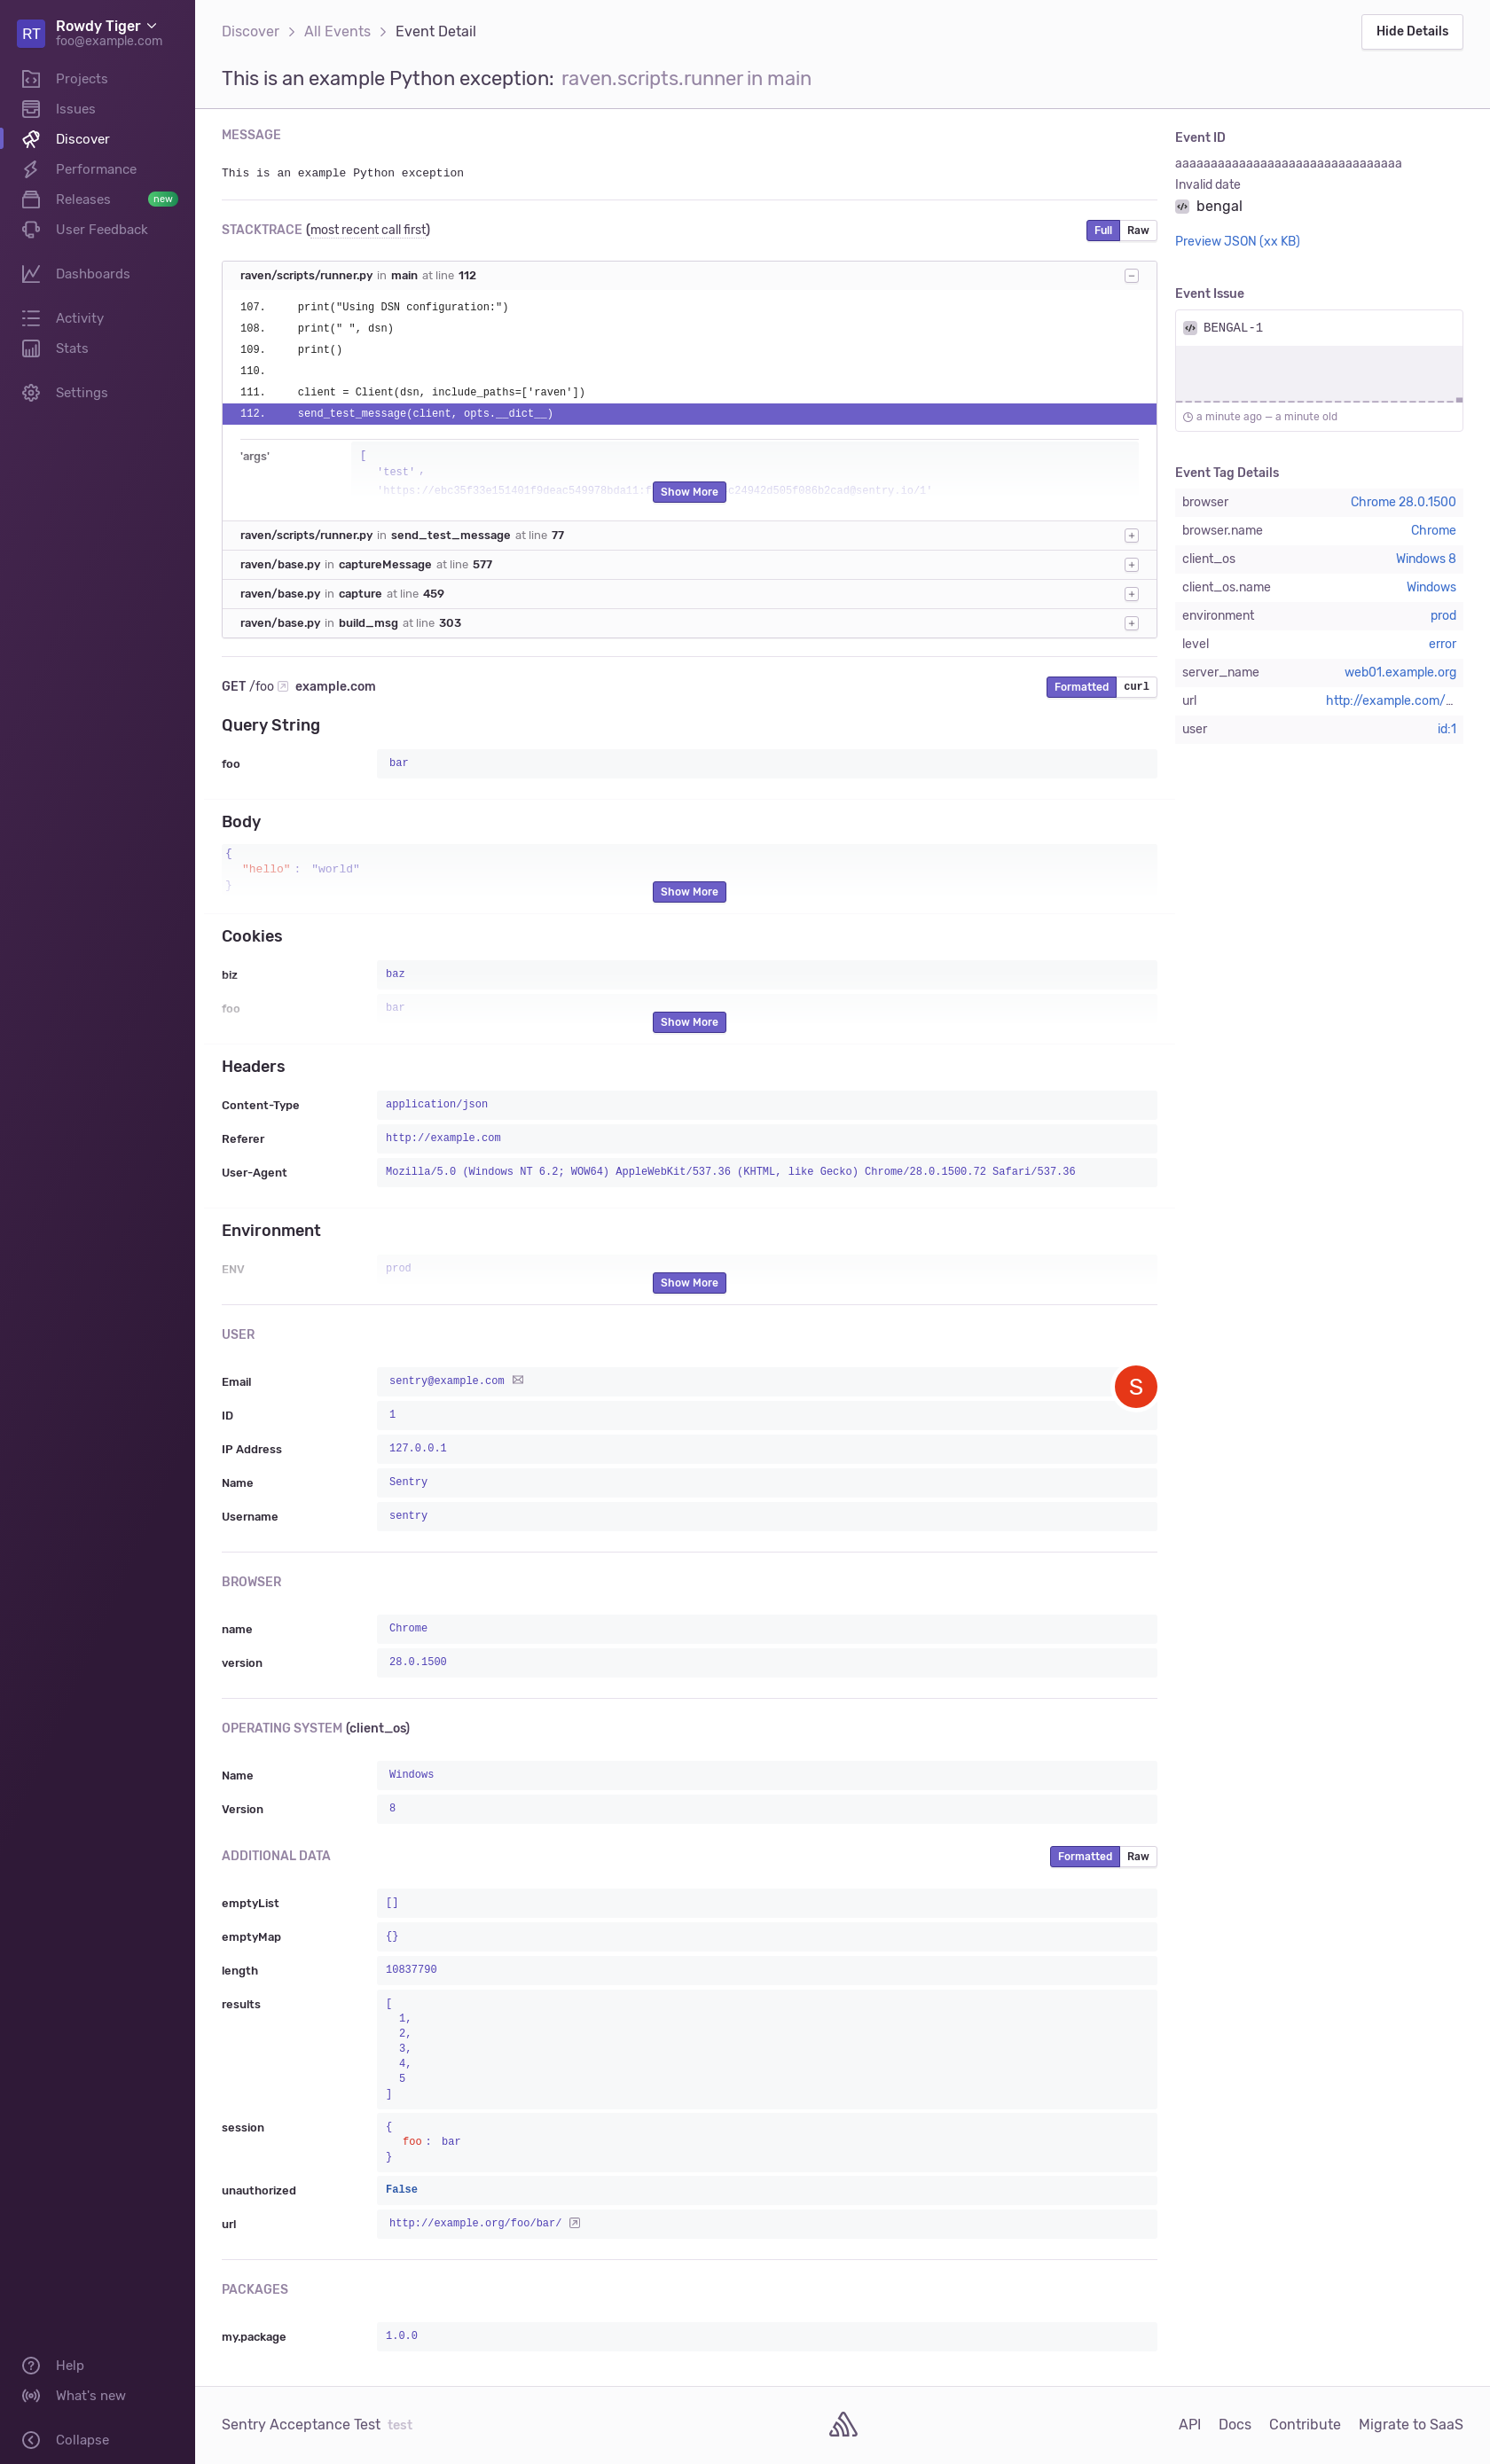 RT
Rowdy Tiger
foo@example.com
Projects
Issues
Discover
Performance
Releases new
User Feedback
Dashboards
Activity
Stats
Settings
Help
What's new
Collapse
Discover > All Events > Event Detail
Hide Details
This is an example Python exception: raven.scripts.runner in main
MESSAGE
This is an example Python exception
STACKTRACE (most recent call first)
Full Raw
raven/scripts/runner.py in main at line 112
107. print("Using DSN configuration:")
108. print(" ", dsn)
109. print()
110.
111. client = Client(dsn, include_paths=['raven'])
112. send_test_message(client, opts.__dict__)
'args' [
'test',
Show More
raven/scripts/runner.py in send_test_message at line 77
raven/base.py in captureMessage at line 577
raven/base.py in capture at line 459
raven/base.py in build_msg at line 303
GET /foo example.com
Formatted curl
Query String
foo bar
Body
{
"hello": "world"
}
Show More
Cookies
biz baz
foo bar
Show More
Headers
Content-Type application/json
Referer http://example.com
User-Agent Mozilla/5.0 (Windows NT 6.2; WOW64) AppleWebKit/537.36 (KHTML, like Gecko) Chrome/28.0.1500.72 Safari/537.36
Environment
ENV prod
Show More
USER
Email sentry@example.com
S
ID 1
IP Address 127.0.0.1
Name Sentry
Username sentry
BROWSER
name Chrome
version 28.0.1500
OPERATING SYSTEM (client_os)
Name Windows
Version 8
ADDITIONAL DATA
Formatted Raw
emptyList []
emptyMap {}
length 10837790
results [
1,
2,
3,
4,
5
]
session {
foo: bar
}
unauthorized False
url http://example.org/foo/bar/
PACKAGES
my.package 1.0.0
Event ID
aaaaaaaaaaaaaaaaaaaaaaaaaaaaaaaa
Invalid date
bengal
Preview JSON (xx KB)
Event Issue
BENGAL-1
a minute ago — a minute old
Event Tag Details
browser Chrome 28.0.1500
browser.name Chrome
client_os Windows 8
client_os.name Windows
environment prod
level error
server_name web01.example.org
url http://example.com/…
user id:1
Sentry Acceptance Test test
API Docs Contribute Migrate to SaaS